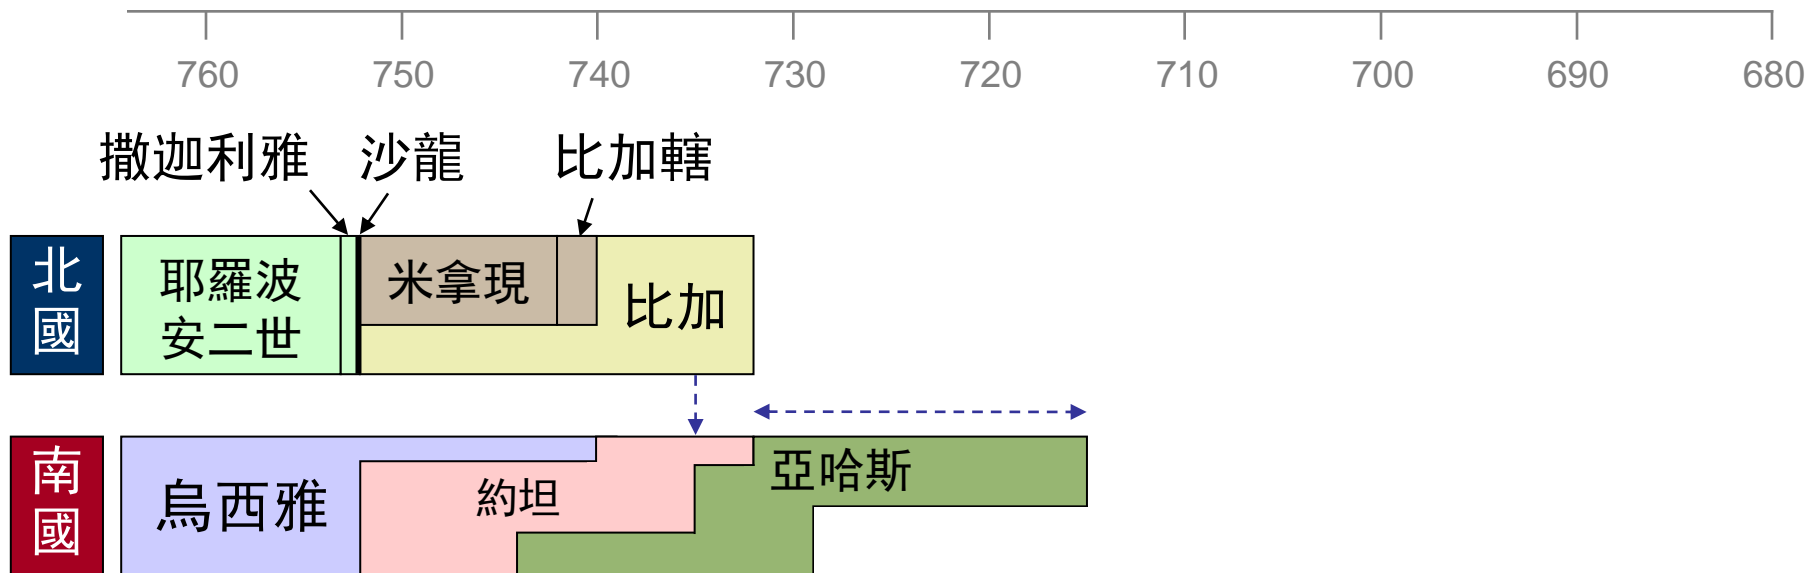 760 750 740 730 720 710 700 690 680
撒迦利雅 沙龍 比加轄
北國
耶羅波
安二世
米拿現
比加
南國
烏西雅
約坦
亞哈斯